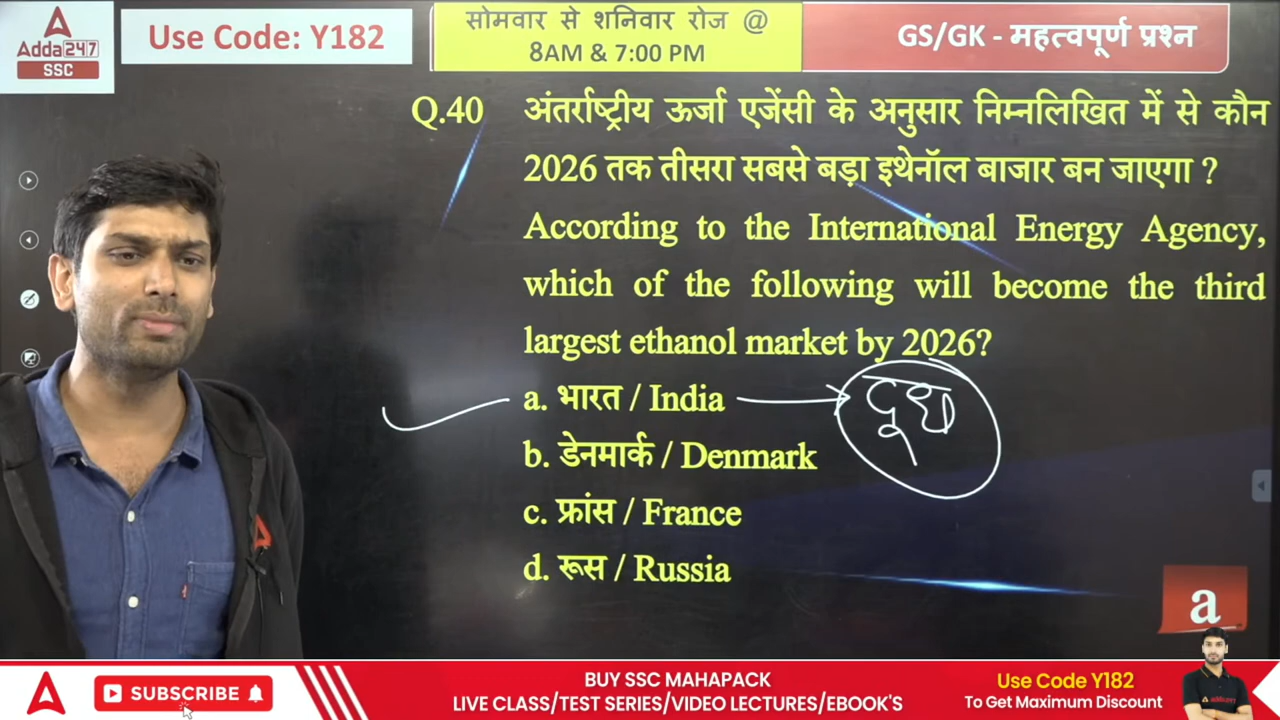 Adda247
SSC
Use Code: Y182
सोमवार से शनिवार रोज @
8AM & 7:00 PM
GS/GK - महत्वपूर्ण प्रश्न
Q.40 अंतर्राष्ट्रीय ऊर्जा एजेंसी के अनुसार निम्नलिखित में से कौन
2026 तक तीसरा सबसे बड़ा इथेनॉल बाजार बन जाएगा ?
According to the International Energy Agency,
which of the following will become the third
largest ethanol market by 2026?
a. भारत / India
दूध
b. डेनमार्क / Denmark
c. फ्रांस / France
d. रूस / Russia
a
SUBSCRIBE
BUY SSC MAHAPACK
LIVE CLASS/TEST SERIES/VIDEO LECTURES/EBOOK'S
Use Code Y182
To Get Maximum Discount